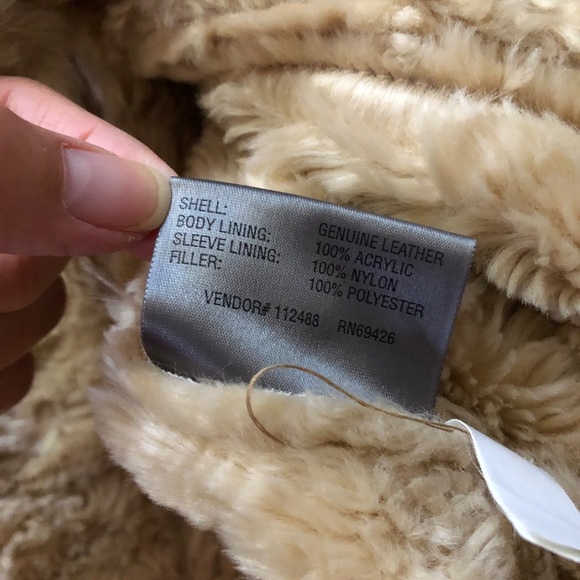 SHELL: GENUINE LEATHER
BODY LINING: 100% ACRYLIC
SLEEVE LINING: 100% NYLON
FILLER: 100% POLYESTER
VENDOR# 112488 RN69426